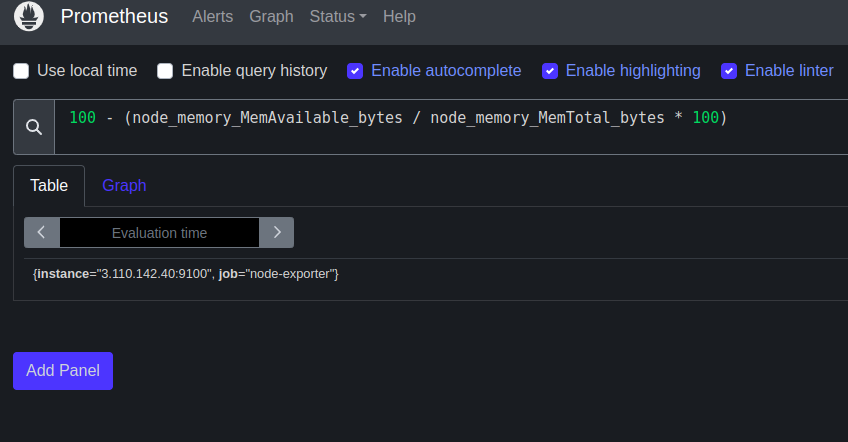 Prometheus Alerts Graph Status Help
Use local time Enable query history Enable autocomplete Enable highlighting Enable linter
100 - (node_memory_MemAvailable_bytes / node_memory_MemTotal_bytes * 100)
Table Graph
Evaluation time
{instance="3.110.142.40:9100", job="node-exporter"}
Add Panel